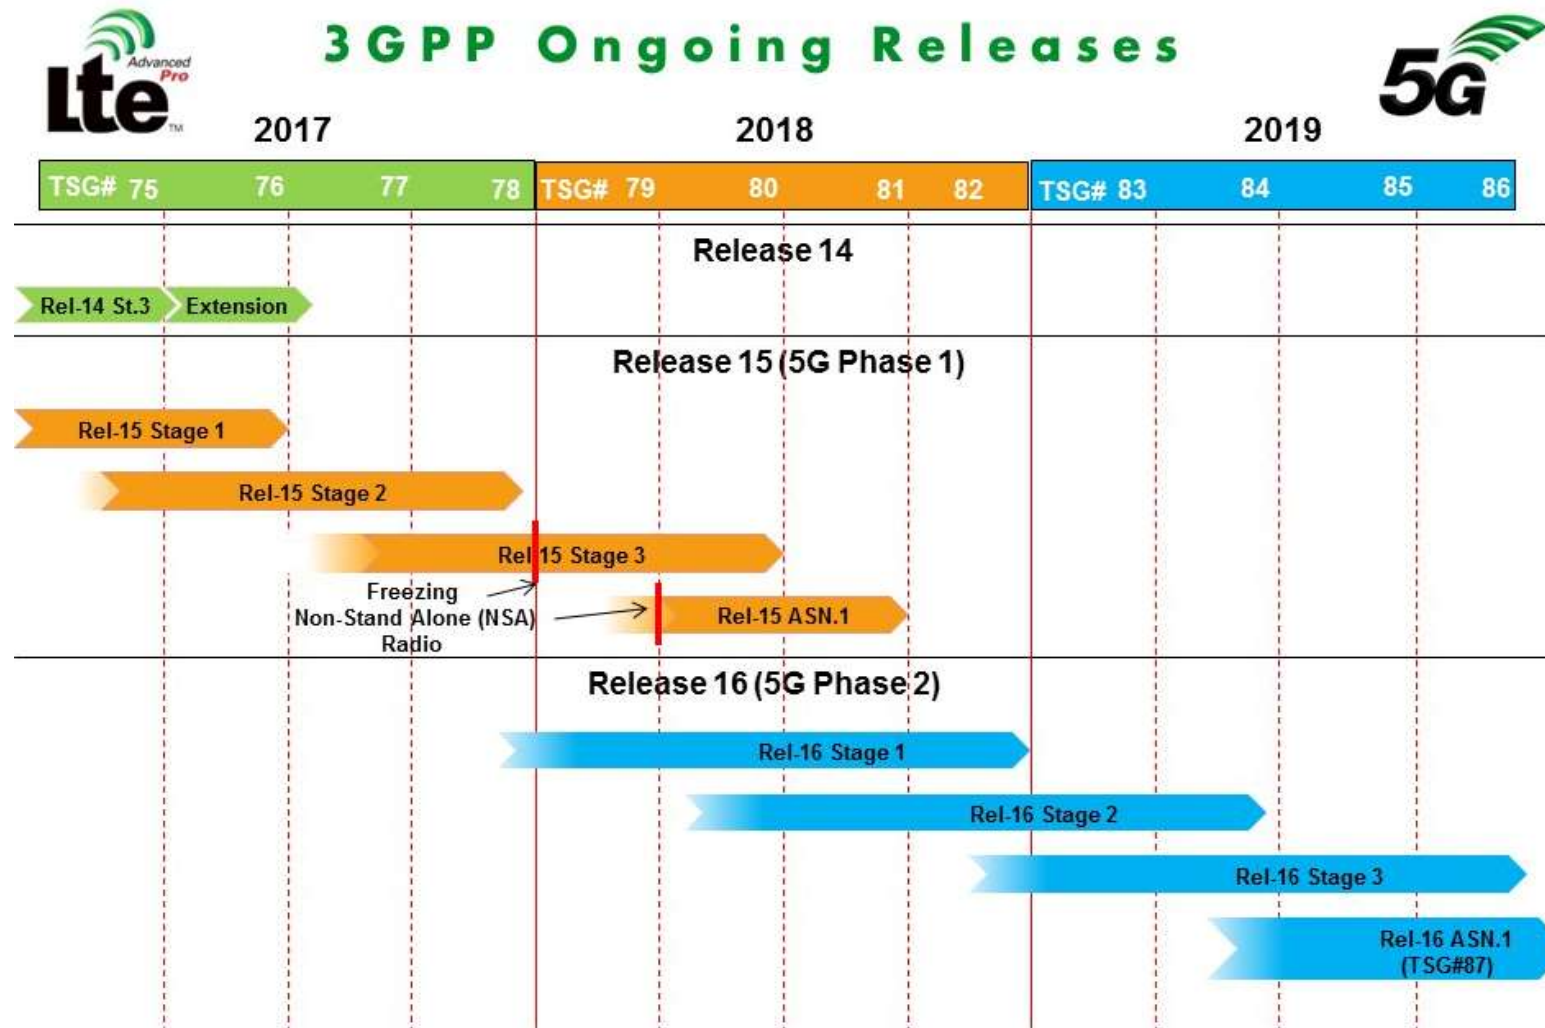 3GPP Ongoing Releases
Lte
Advanced
Pro
TM
5G
2017
2018
2019
TSG# 75 76 77 78 TSG# 79 80 81 82 TSG# 83 84 85 86
Release 14
Rel-14 St.3
Extension
Release 15 (5G Phase 1)
Rel-15 Stage 1
Rel-15 Stage 2
Rel-15 Stage 3
Freezing
Non-Stand Alone (NSA)
Radio
Rel-15 ASN.1
Release 16 (5G Phase 2)
Rel-16 Stage 1
Rel-16 Stage 2
Rel-16 Stage 3
Rel-16 ASN.1
(TSG#87)